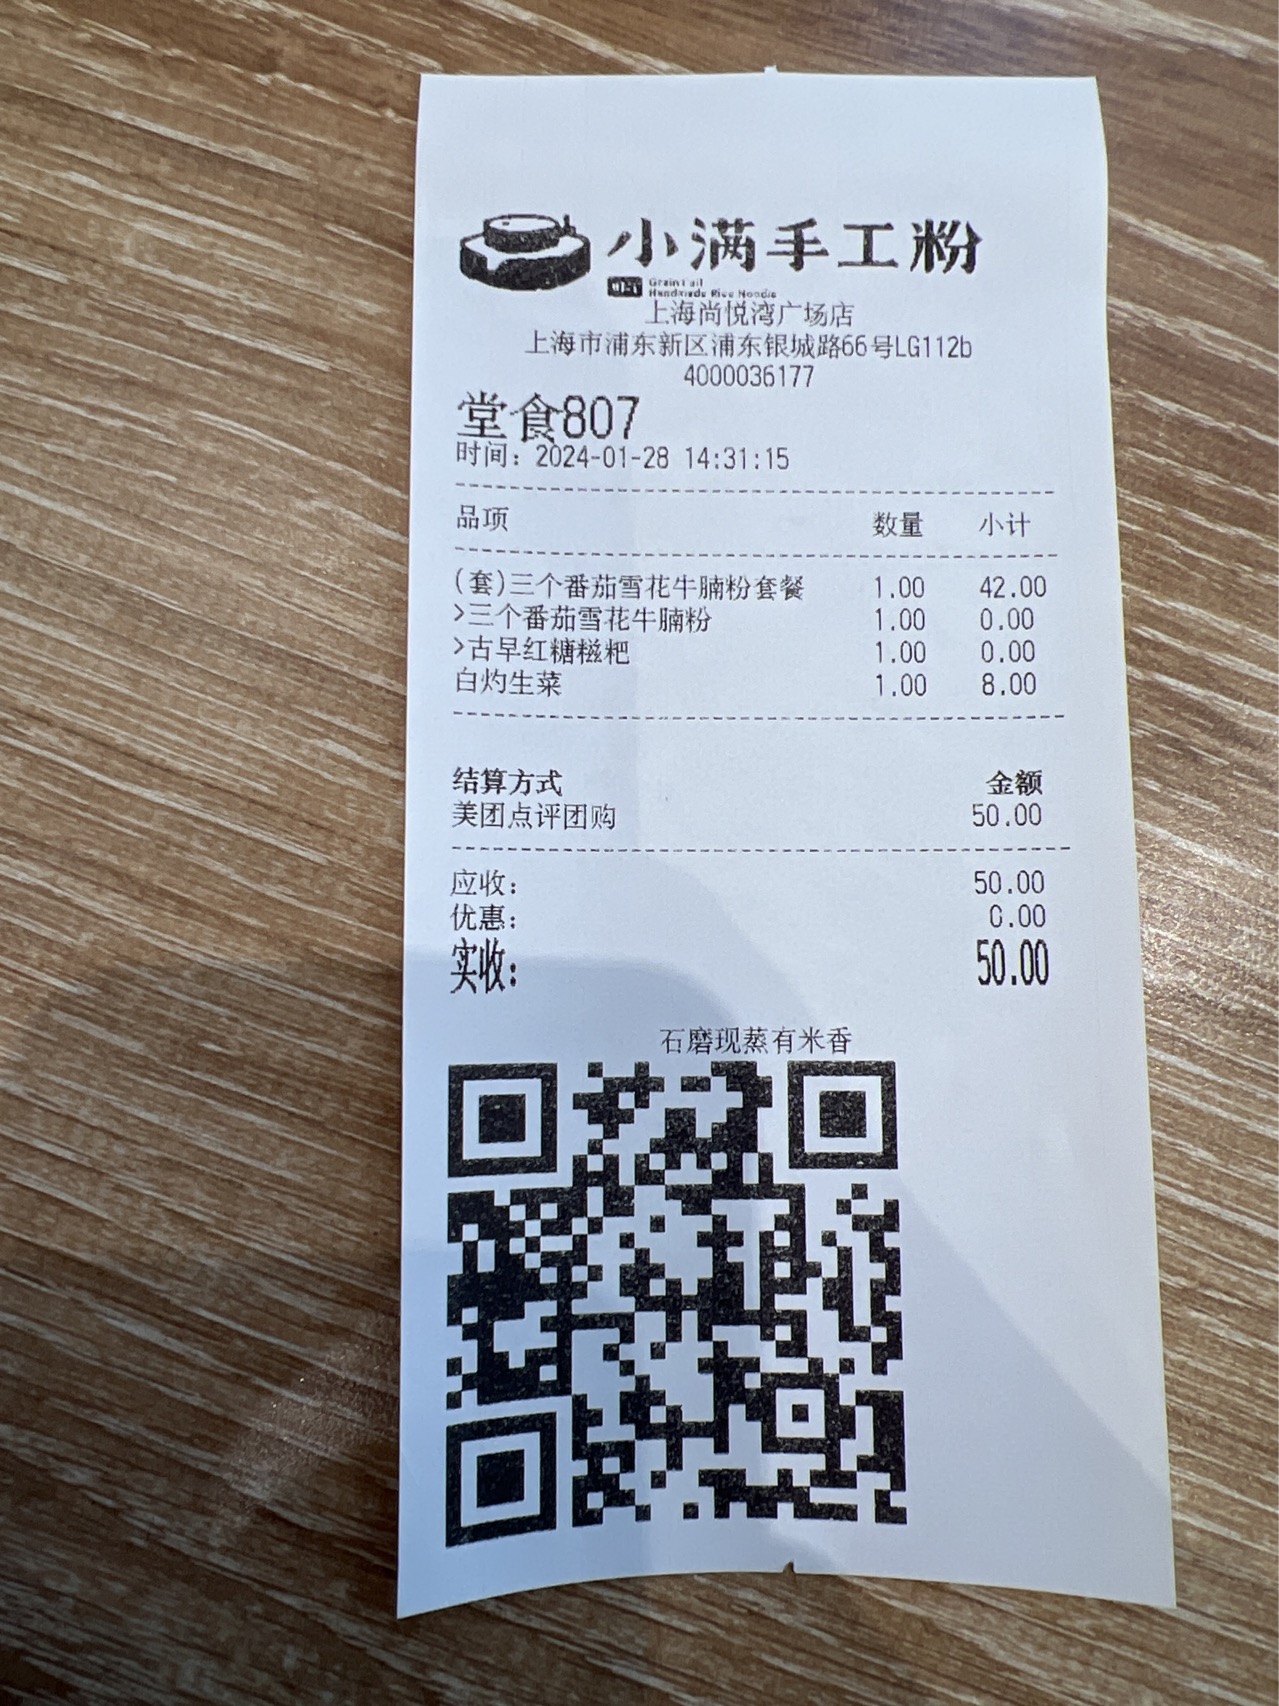 小满手工粉
Grain Full
Handmade Rice Noodle
上海尚悦湾广场店
上海市浦东新区浦东银城路66号LG112b
4000036177
堂食807
时间：2024-01-28 14:31:15
品项 数量 小计
(套)三个番茄雪花牛腩粉套餐 1.00 42.00
>三个番茄雪花牛腩粉 1.00 0.00
>古早红糖糍粑 1.00 0.00
白灼生菜 1.00 8.00
结算方式 金额
美团点评团购 50.00
应收： 50.00
优惠： 0.00
实收： 50.00
石磨现蒸有米香